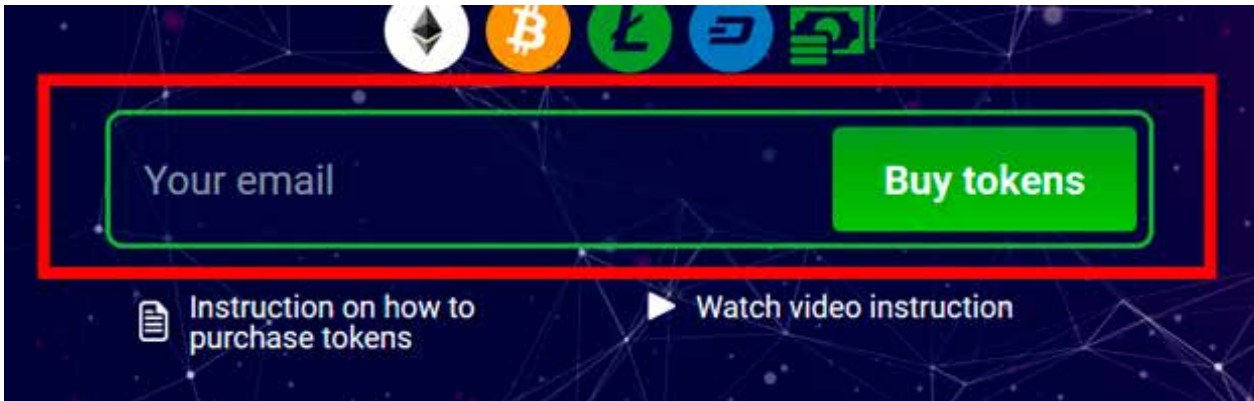 Your email
Buy tokens
Instruction on how to
purchase tokens
Watch video instruction